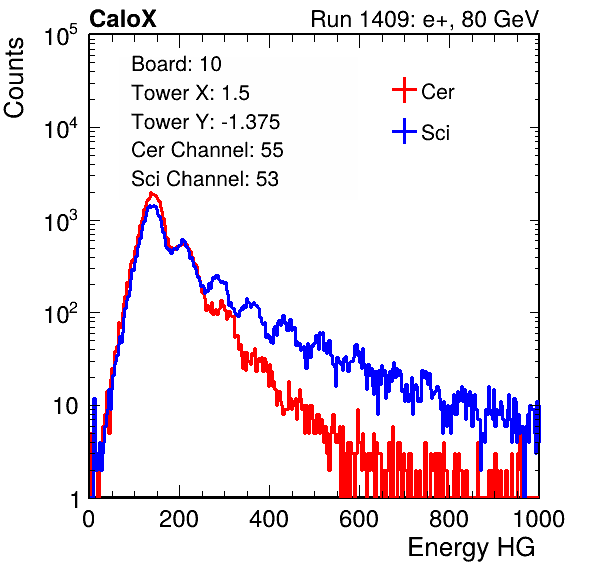 CaloX Run 1409: e+, 80 GeV
Counts
10^5
10^4
10^3
10^2
10
1
Board: 10
Tower X: 1.5
Tower Y: -1.375
Cer Channel: 55
Sci Channel: 53
Cer
Sci
0 200 400 600 800 1000
Energy HG